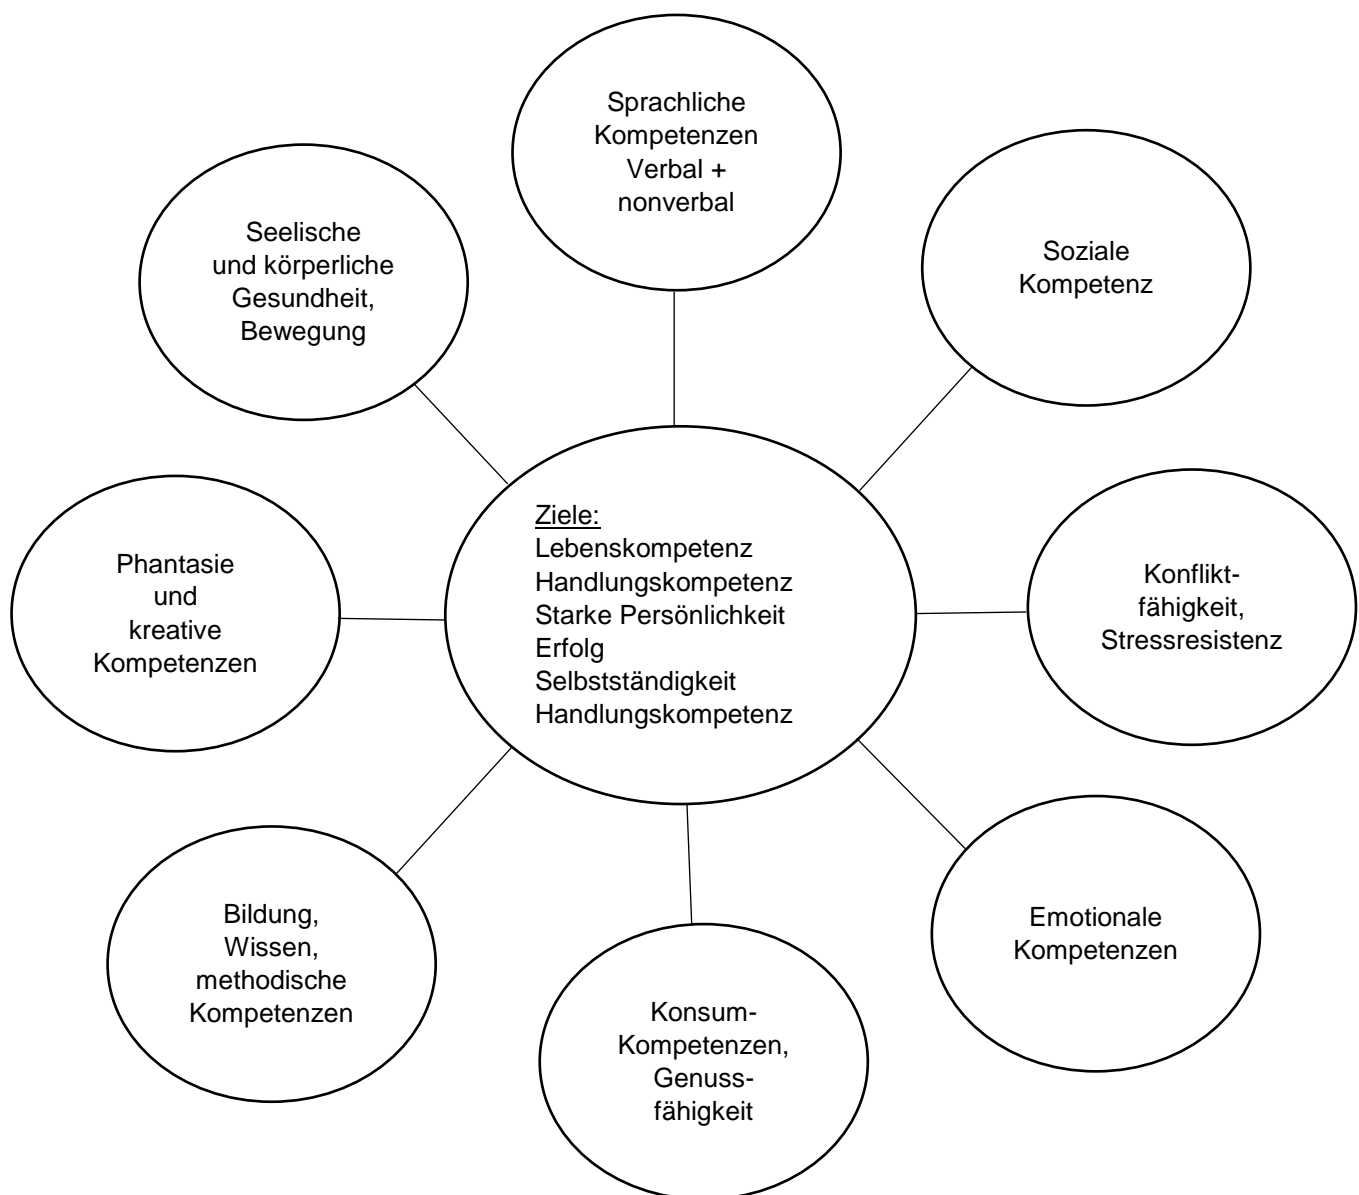 Sprachliche
Kompetenzen
Verbal +
nonverbal
Seelische
und körperliche
Gesundheit,
Bewegung
Soziale
Kompetenz
Ziele:
Lebenskompetenz
Handlungskompetenz
Starke Persönlichkeit
Erfolg
Selbstständigkeit
Handlungskompetenz
Phantasie
und
kreative
Kompetenzen
Konflikt-
fähigkeit,
Stressresistenz
Bildung,
Wissen,
methodische
Kompetenzen
Emotionale
Kompetenzen
Konsum-
Kompetenzen,
Genuss-
fähigkeit